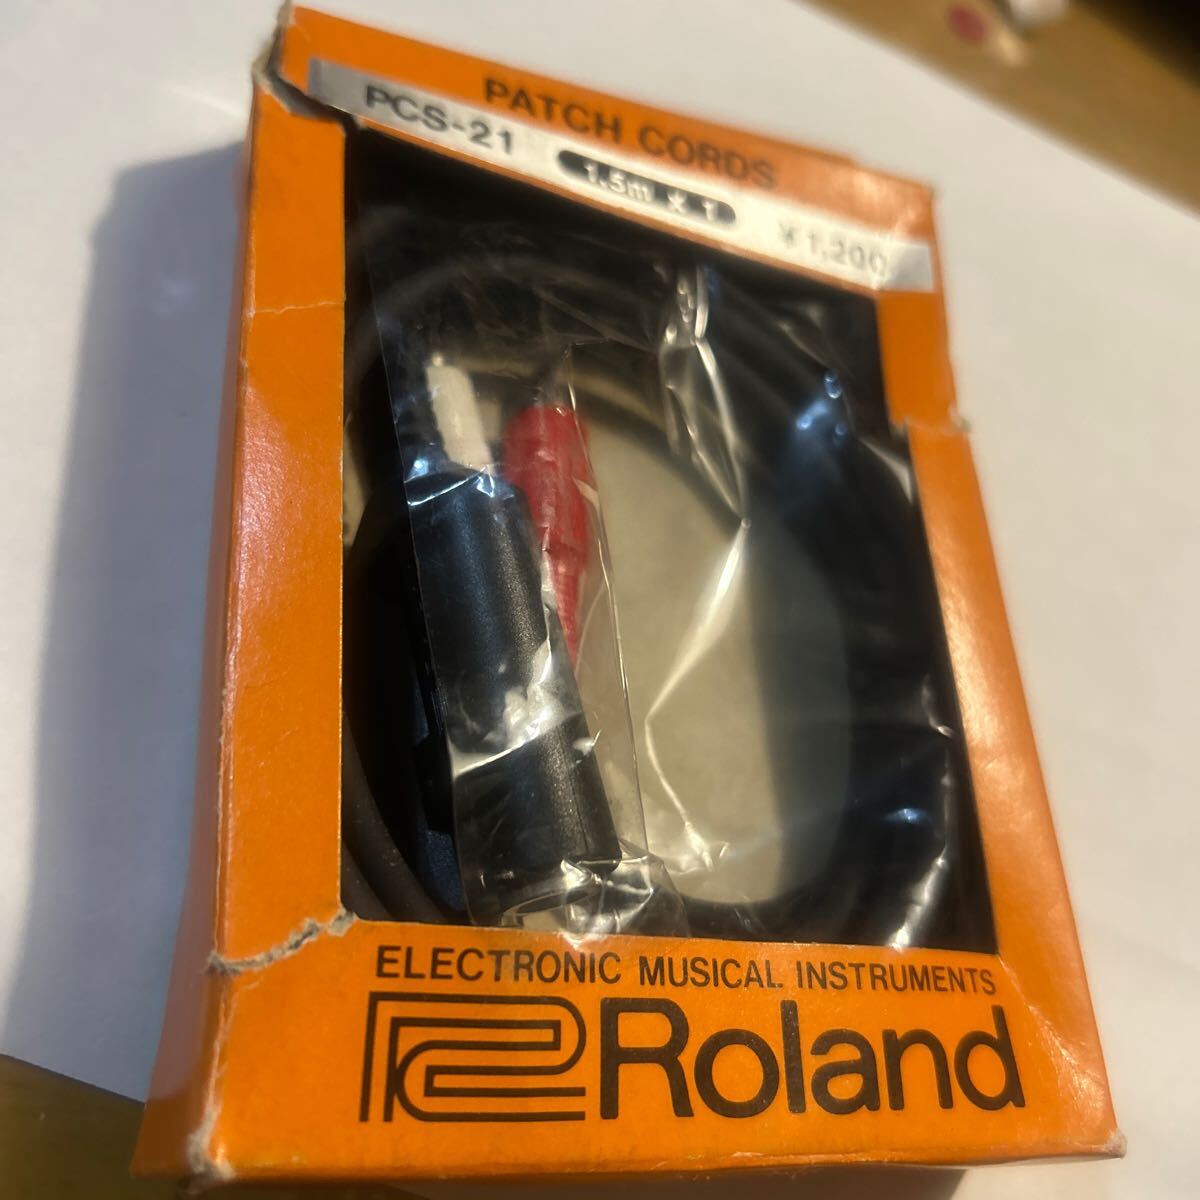 PATCH CORDS
PCS-21 1.5m x 1 ¥1,200
ELECTRONIC MUSICAL INSTRUMENTS
Roland